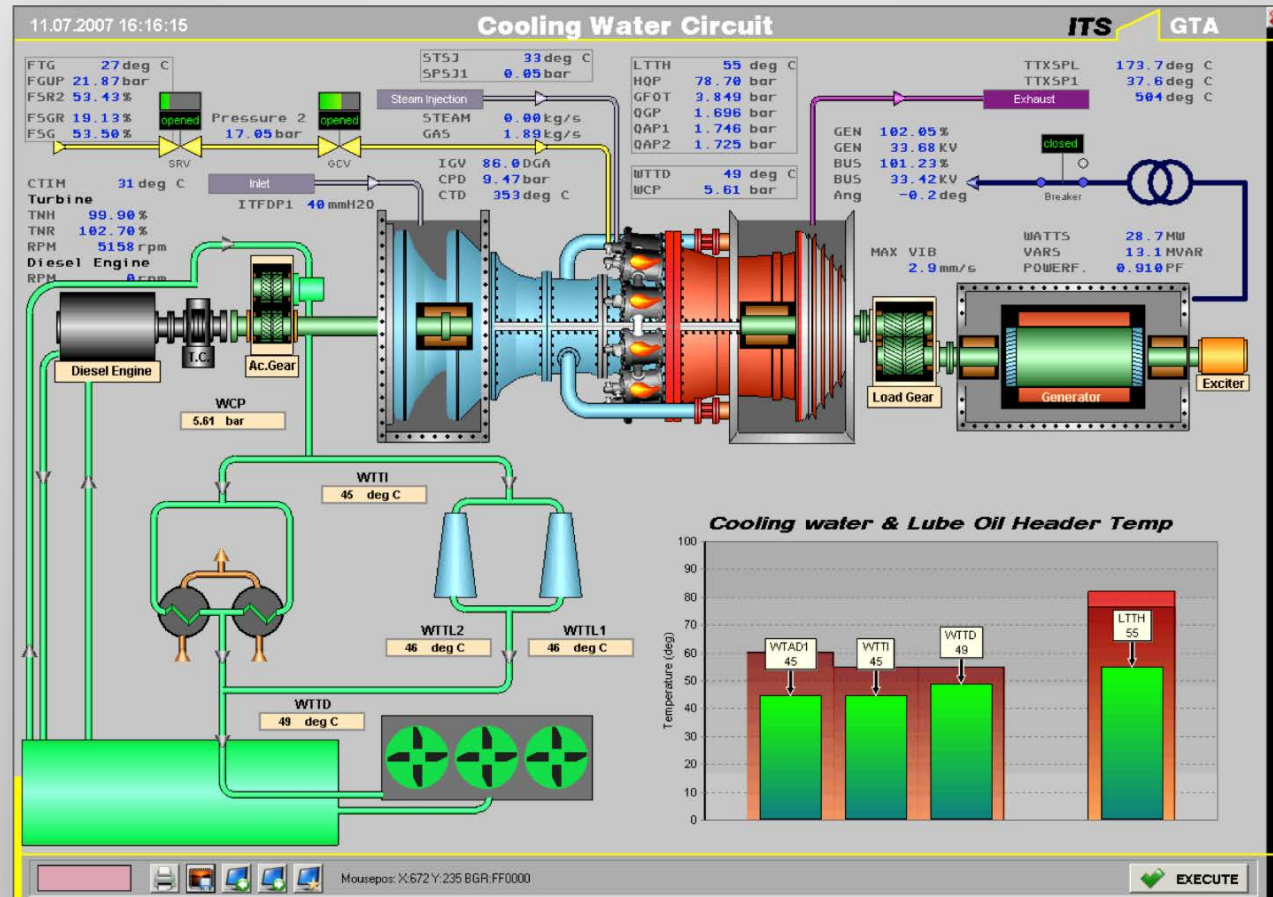 11.07.2007 16:16:15
Cooling Water Circuit
ITS GTA
FTG 27 deg C
FGUP 21.87 bar
FSR2 53.43 %
FSGR 19.13 %
FSG 53.50 %
opened
SRV
Pressure 2
17.05 bar
opened
GCV
STSJ 33 deg C
SPSJ1 0.05 bar
Steam Injection
STEAM 0.00 kg/s
GAS 1.89 kg/s
IGV 86.0 DGA
CPD 9.47 bar
CTD 353 deg C
LTTH 55 deg C
HQP 78.70 bar
GFOT 3.849 bar
QGP 1.696 bar
QAP1 1.746 bar
QAP2 1.725 bar
WTTD 49 deg C
WCP 5.61 bar
TTXSPL 173.7 deg C
TTXSP1 37.6 deg C
504 deg C
Exhaust
GEN 102.05 %
GEN 33.68 KV
BUS 101.23 %
BUS 33.42 KV
Ang -0.2 deg
closed
Breaker
MAX VIB
2.9 mm/s
WATTS 28.7 MW
VARS 13.1 MVAR
POWERF. 0.910 PF
CTIM 31 deg C
Turbine
TNH 99.90 %
TNR 102.70 %
RPM 5158 rpm
Diesel Engine
RPM 0 rpm
Inlet
ITFDP1 40 mmH2O
Diesel Engine
T.C.
Ac.Gear
Load Gear
Generator
Exciter
WCP
5.61 bar
WTTI
45 deg C
WTTL2
46 deg C
WTTL1
46 deg C
WTTD
49 deg C
Cooling water & Lube Oil Header Temp
Temperature (deg)
100
90
80
70
60
50
40
30
20
10
0
WTAD1
45
WTTI
45
WTTD
49
LTTH
55
Mousepos: X:672 Y:235 BGR:FF0000
EXECUTE